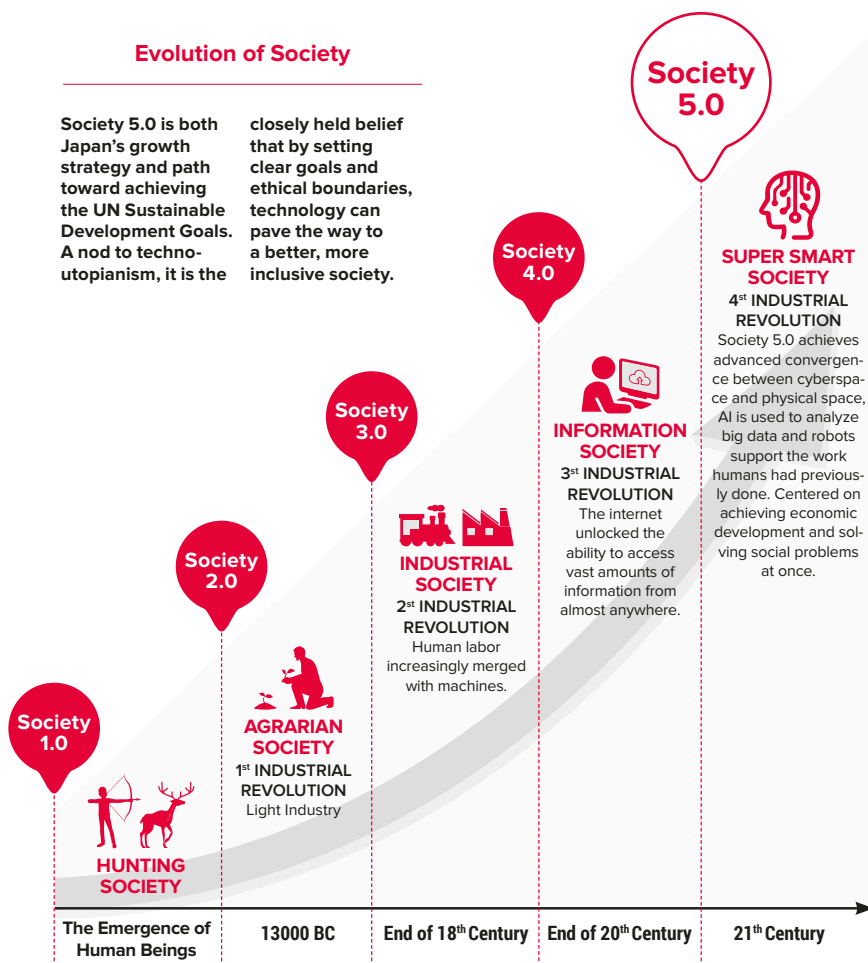 Evolution of Society
Society 5.0 is both
Japan's growth
strategy and path
toward achieving
the UN Sustainable
Development Goals.
A nod to techno-
utopianism, it is the
closely held belief
that by setting
clear goals and
ethical boundaries,
technology can
pave the way to
a better, more
inclusive society.
Society
1.0
HUNTING
SOCIETY
Society
2.0
AGRARIAN
SOCIETY
1st INDUSTRIAL
REVOLUTION
Light Industry
Society
3.0
INDUSTRIAL
SOCIETY
2st INDUSTRIAL
REVOLUTION
Human labor
increasingly merged
with machines.
Society
4.0
INFORMATION
SOCIETY
3st INDUSTRIAL
REVOLUTION
The internet
unlocked the
ability to access
vast amounts of
information from
almost anywhere.
Society
5.0
SUPER SMART
SOCIETY
4st INDUSTRIAL
REVOLUTION
Society 5.0 achieves
advanced convergen-
ce between cyberspa-
ce and physical space,
AI is used to analyze
big data and robots
support the work
humans had previous-
ly done. Centered on
achieving economic
development and sol-
ving social problems
at once.
The Emergence of
Human Beings
13000 BC
End of 18th Century
End of 20th Century
21th Century